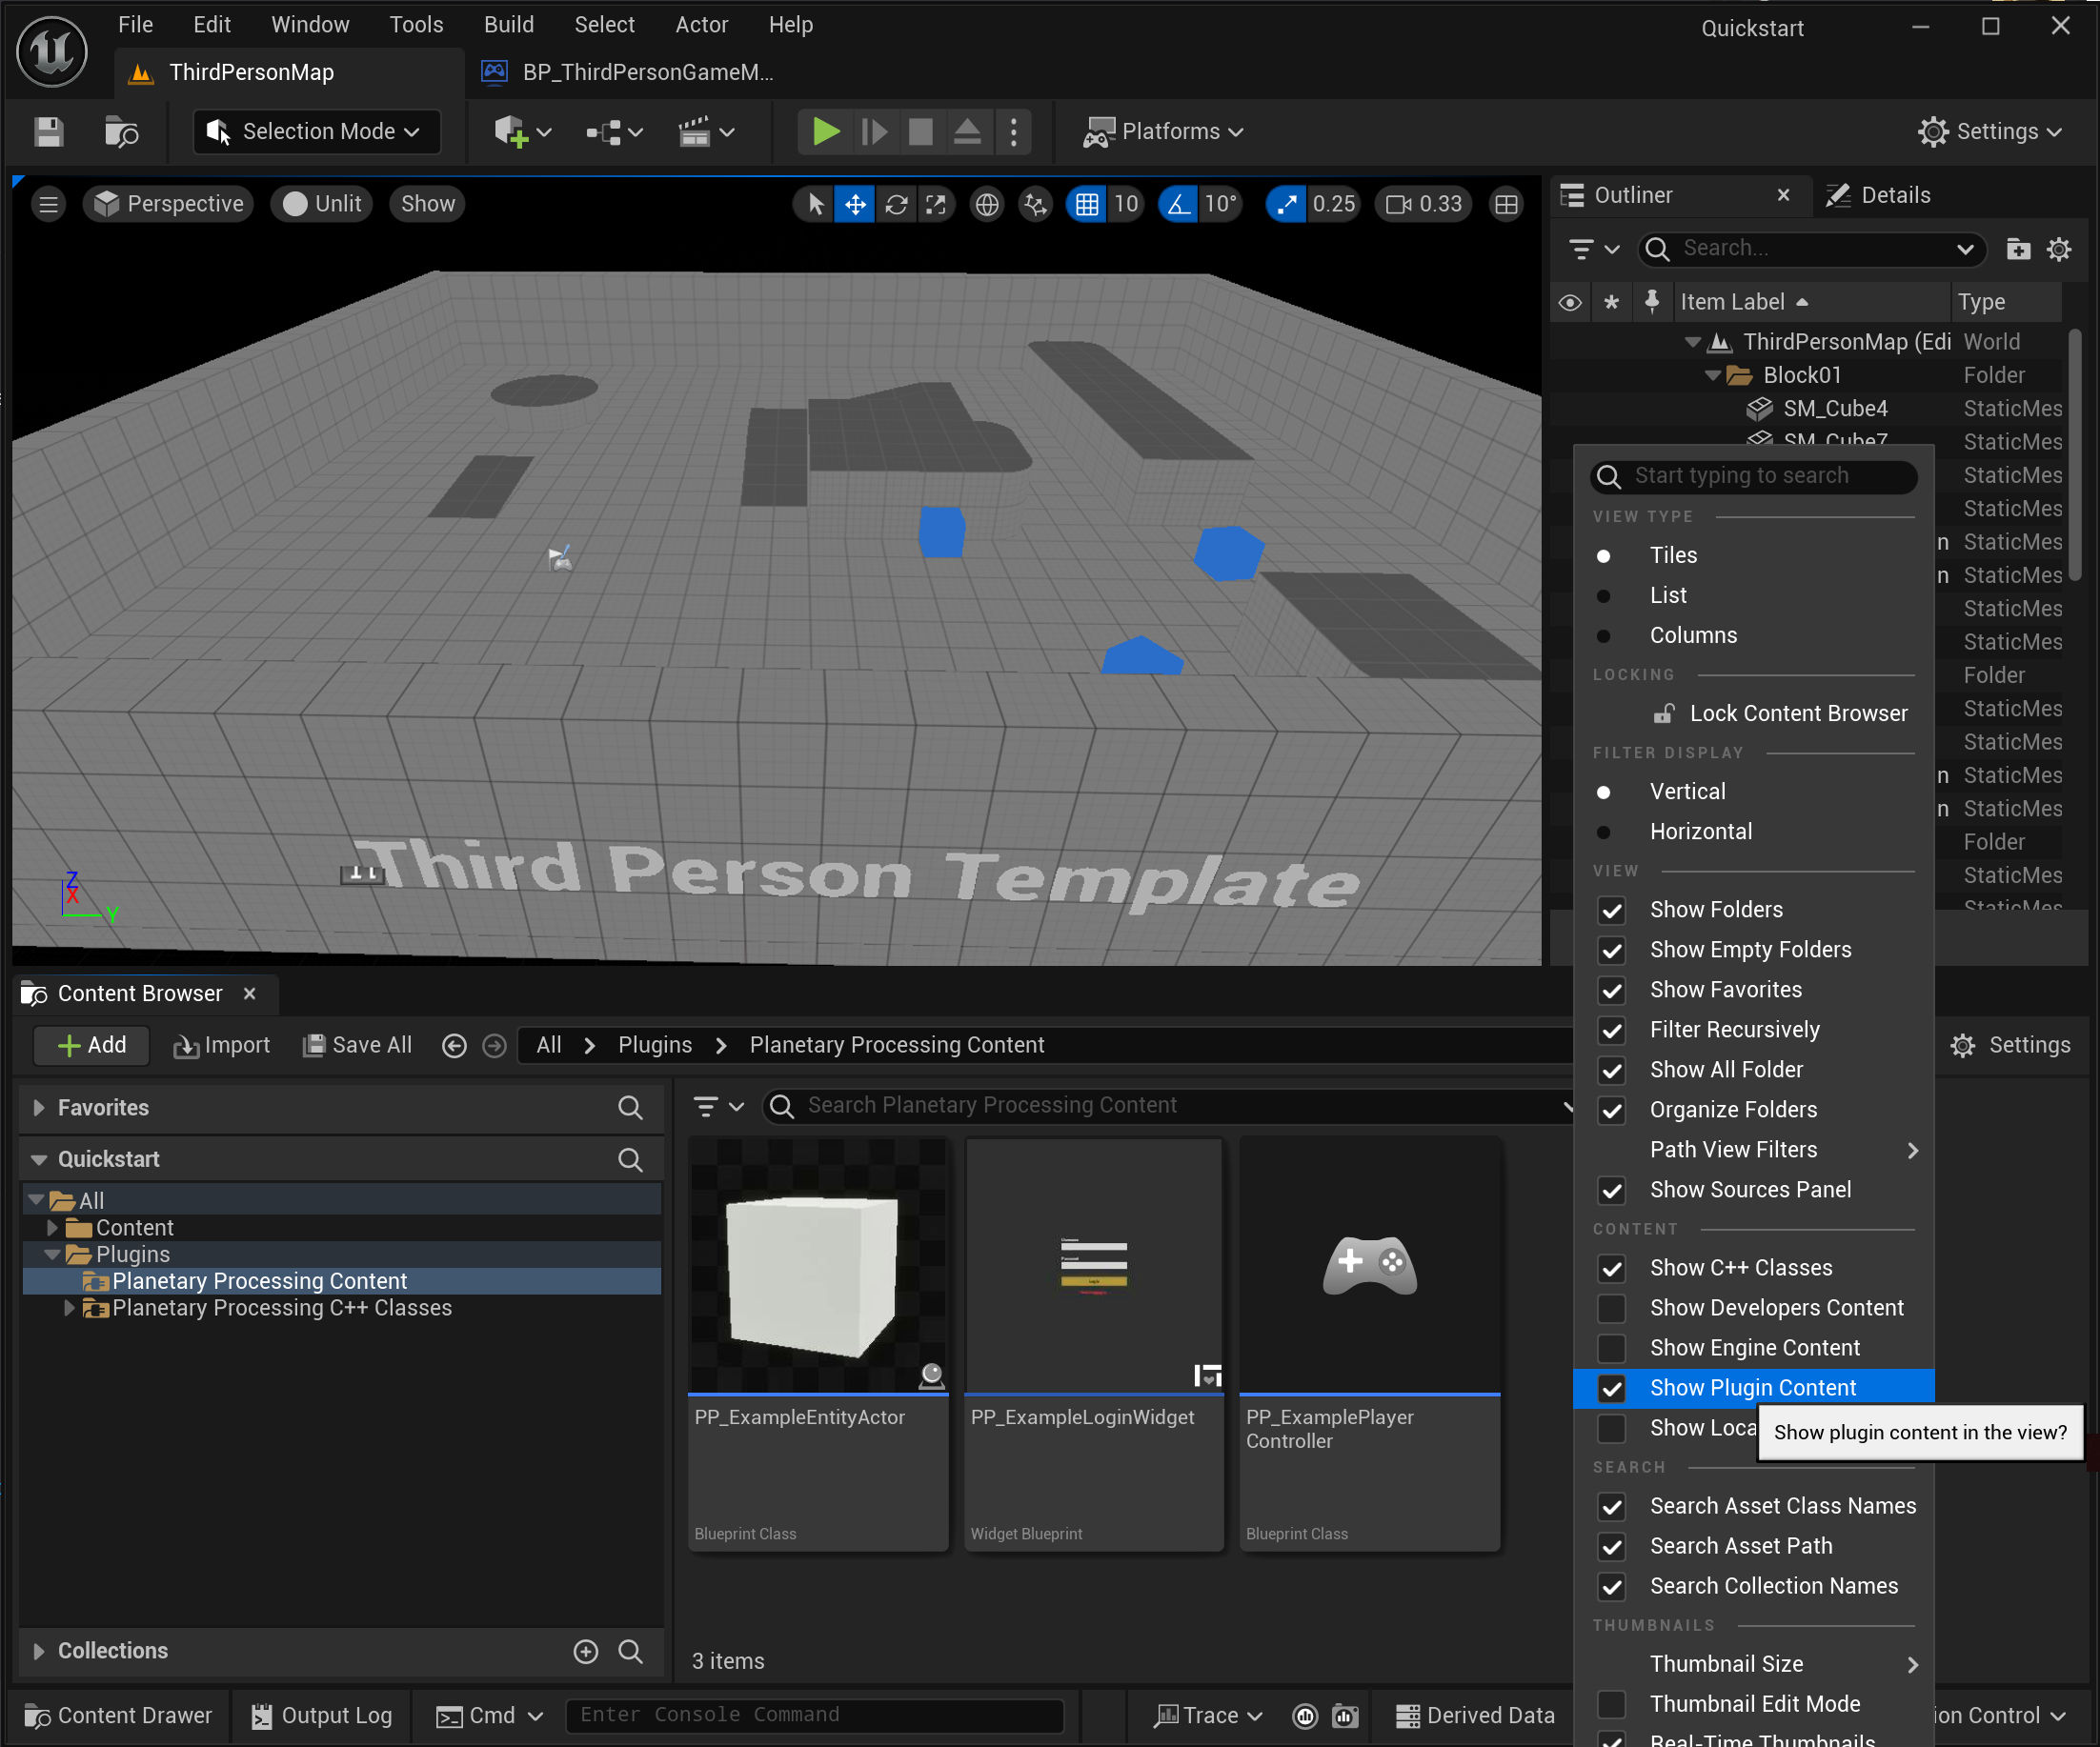 File Edit Window Tools Build Select Actor Help
Quickstart
ThirdPersonMap
BP_ThirdPersonGameM...
Selection Mode
Platforms
Settings
Perspective
Unlit
Show
10
10°
0.25
0.33
Outliner
Details
Search...
Item Label
Type
ThirdPersonMap (Edi World
Block01 Folder
SM_Cube4 StaticMes
SM_Cube7 StaticMes
StaticMes
StaticMes
n StaticMes
n StaticMes
StaticMes
StaticMes
Folder
StaticMes
StaticMes
n StaticMes
n StaticMes
Folder
StaticMes
StaticMes
Third Person Template
Z
X
Y
Start typing to search
VIEW TYPE
Tiles
List
Columns
LOCKING
Lock Content Browser
FILTER DISPLAY
Vertical
Horizontal
VIEW
Show Folders
Show Empty Folders
Show Favorites
Filter Recursively
Show All Folder
Organize Folders
Path View Filters
Show Sources Panel
CONTENT
Show C++ Classes
Show Developers Content
Show Engine Content
Show Plugin Content
Show Loca
Show plugin content in the view?
SEARCH
Search Asset Class Names
Search Asset Path
Search Collection Names
THUMBNAILS
Thumbnail Size
Thumbnail Edit Mode
Real-Time Thumbnails
Content Browser
Add
Import
Save All
All > Plugins > Planetary Processing Content
Settings
Favorites
Quickstart
All
Content
Plugins
Planetary Processing Content
Planetary Processing C++ Classes
Collections
Search Planetary Processing Content
PP_ExampleEntityActor
Blueprint Class
PP_ExampleLoginWidget
Widget Blueprint
PP_ExamplePlayer
Controller
Blueprint Class
3 items
Content Drawer
Output Log
Cmd
Enter Console Command
Trace
Derived Data
ion Control